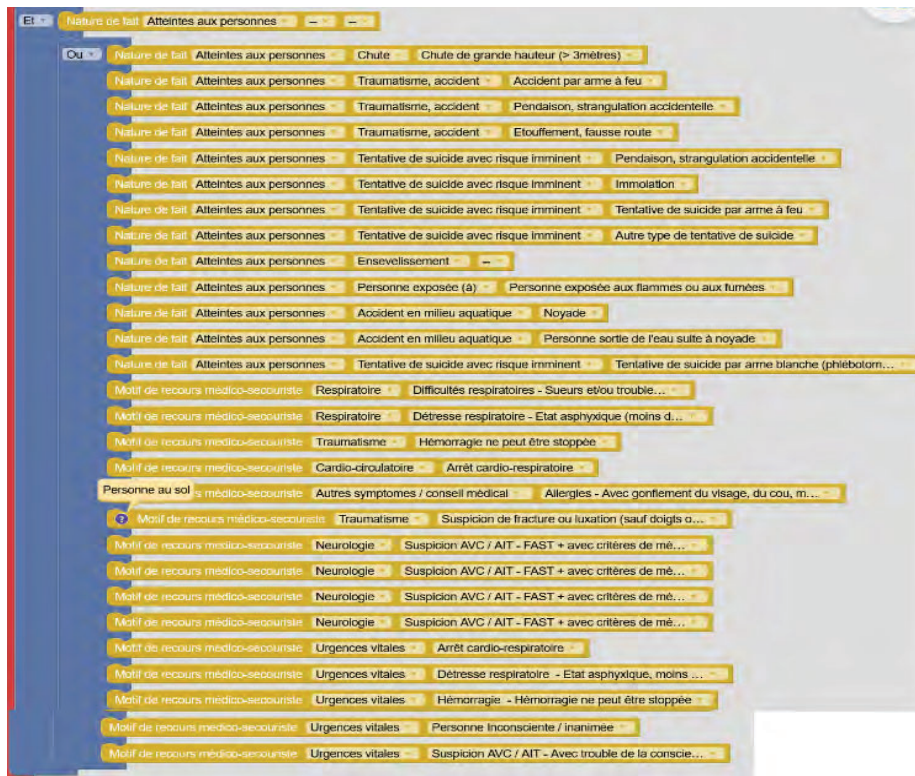 Et Nature de fait Atteintes aux personnes – –
Ou Nature de fait Atteintes aux personnes Chute Chute de grande hauteur (> 3mètres)
Nature de fait Atteintes aux personnes Traumatisme, accident Accident par arme à feu
Nature de fait Atteintes aux personnes Traumatisme, accident Pendaison, strangulation accidentelle
Nature de fait Atteintes aux personnes Traumatisme, accident Etouffement, fausse route
Nature de fait Atteintes aux personnes Tentative de suicide avec risque imminent Pendaison, strangulation accidentelle
Nature de fait Atteintes aux personnes Tentative de suicide avec risque imminent Immolation
Nature de fait Atteintes aux personnes Tentative de suicide avec risque imminent Tentative de suicide par arme à feu
Nature de fait Atteintes aux personnes Tentative de suicide avec risque imminent Autre type de tentative de suicide
Nature de fait Atteintes aux personnes Ensevelissement –
Nature de fait Atteintes aux personnes Personne exposée (à) Personne exposée aux flammes ou aux fumées
Nature de fait Atteintes aux personnes Accident en milieu aquatique Noyade
Nature de fait Atteintes aux personnes Accident en milieu aquatique Personne sortie de l'eau suite à noyade
Nature de fait Atteintes aux personnes Tentative de suicide avec risque imminent Tentative de suicide par arme blanche (phlébotom...
Motif de recours médico-secouriste Respiratoire Difficultés respiratoires - Sueurs et/ou trouble...
Motif de recours médico-secouriste Respiratoire Détresse respiratoire - Etat asphyxique (moins d...
Motif de recours médico-secouriste Traumatisme Hémorragie ne peut être stoppée
Motif de recours médico-secouriste Cardio-circulatoire Arrêt cardio-respiratoire
Personne au sol s médico-secouriste Autres symptomes / conseil médical Allergies - Avec gonflement du visage, du cou, m...
? Motif de recours médico-secouriste Traumatisme Suspicion de fracture ou luxation (sauf doigts o...
Motif de recours médico-secouriste Neurologie Suspicion AVC / AIT - FAST + avec critères de mé...
Motif de recours médico-secouriste Neurologie Suspicion AVC / AIT - FAST + avec critères de mé...
Motif de recours médico-secouriste Neurologie Suspicion AVC / AIT - FAST + avec critères de mé...
Motif de recours médico-secouriste Neurologie Suspicion AVC / AIT - FAST + avec critères de mé...
Motif de recours médico-secouriste Urgences vitales Arrêt cardio-respiratoire
Motif de recours médico-secouriste Urgences vitales Détresse respiratoire - Etat asphyxique, moins ...
Motif de recours médico-secouriste Urgences vitales Hémorragie - Hémorragie ne peut être stoppée
Motif de recours médico-secouriste Urgences vitales Personne Inconsciente / inanimée
Motif de recours médico-secouriste Urgences vitales Suspicion AVC / AIT - Avec trouble de la conscie...